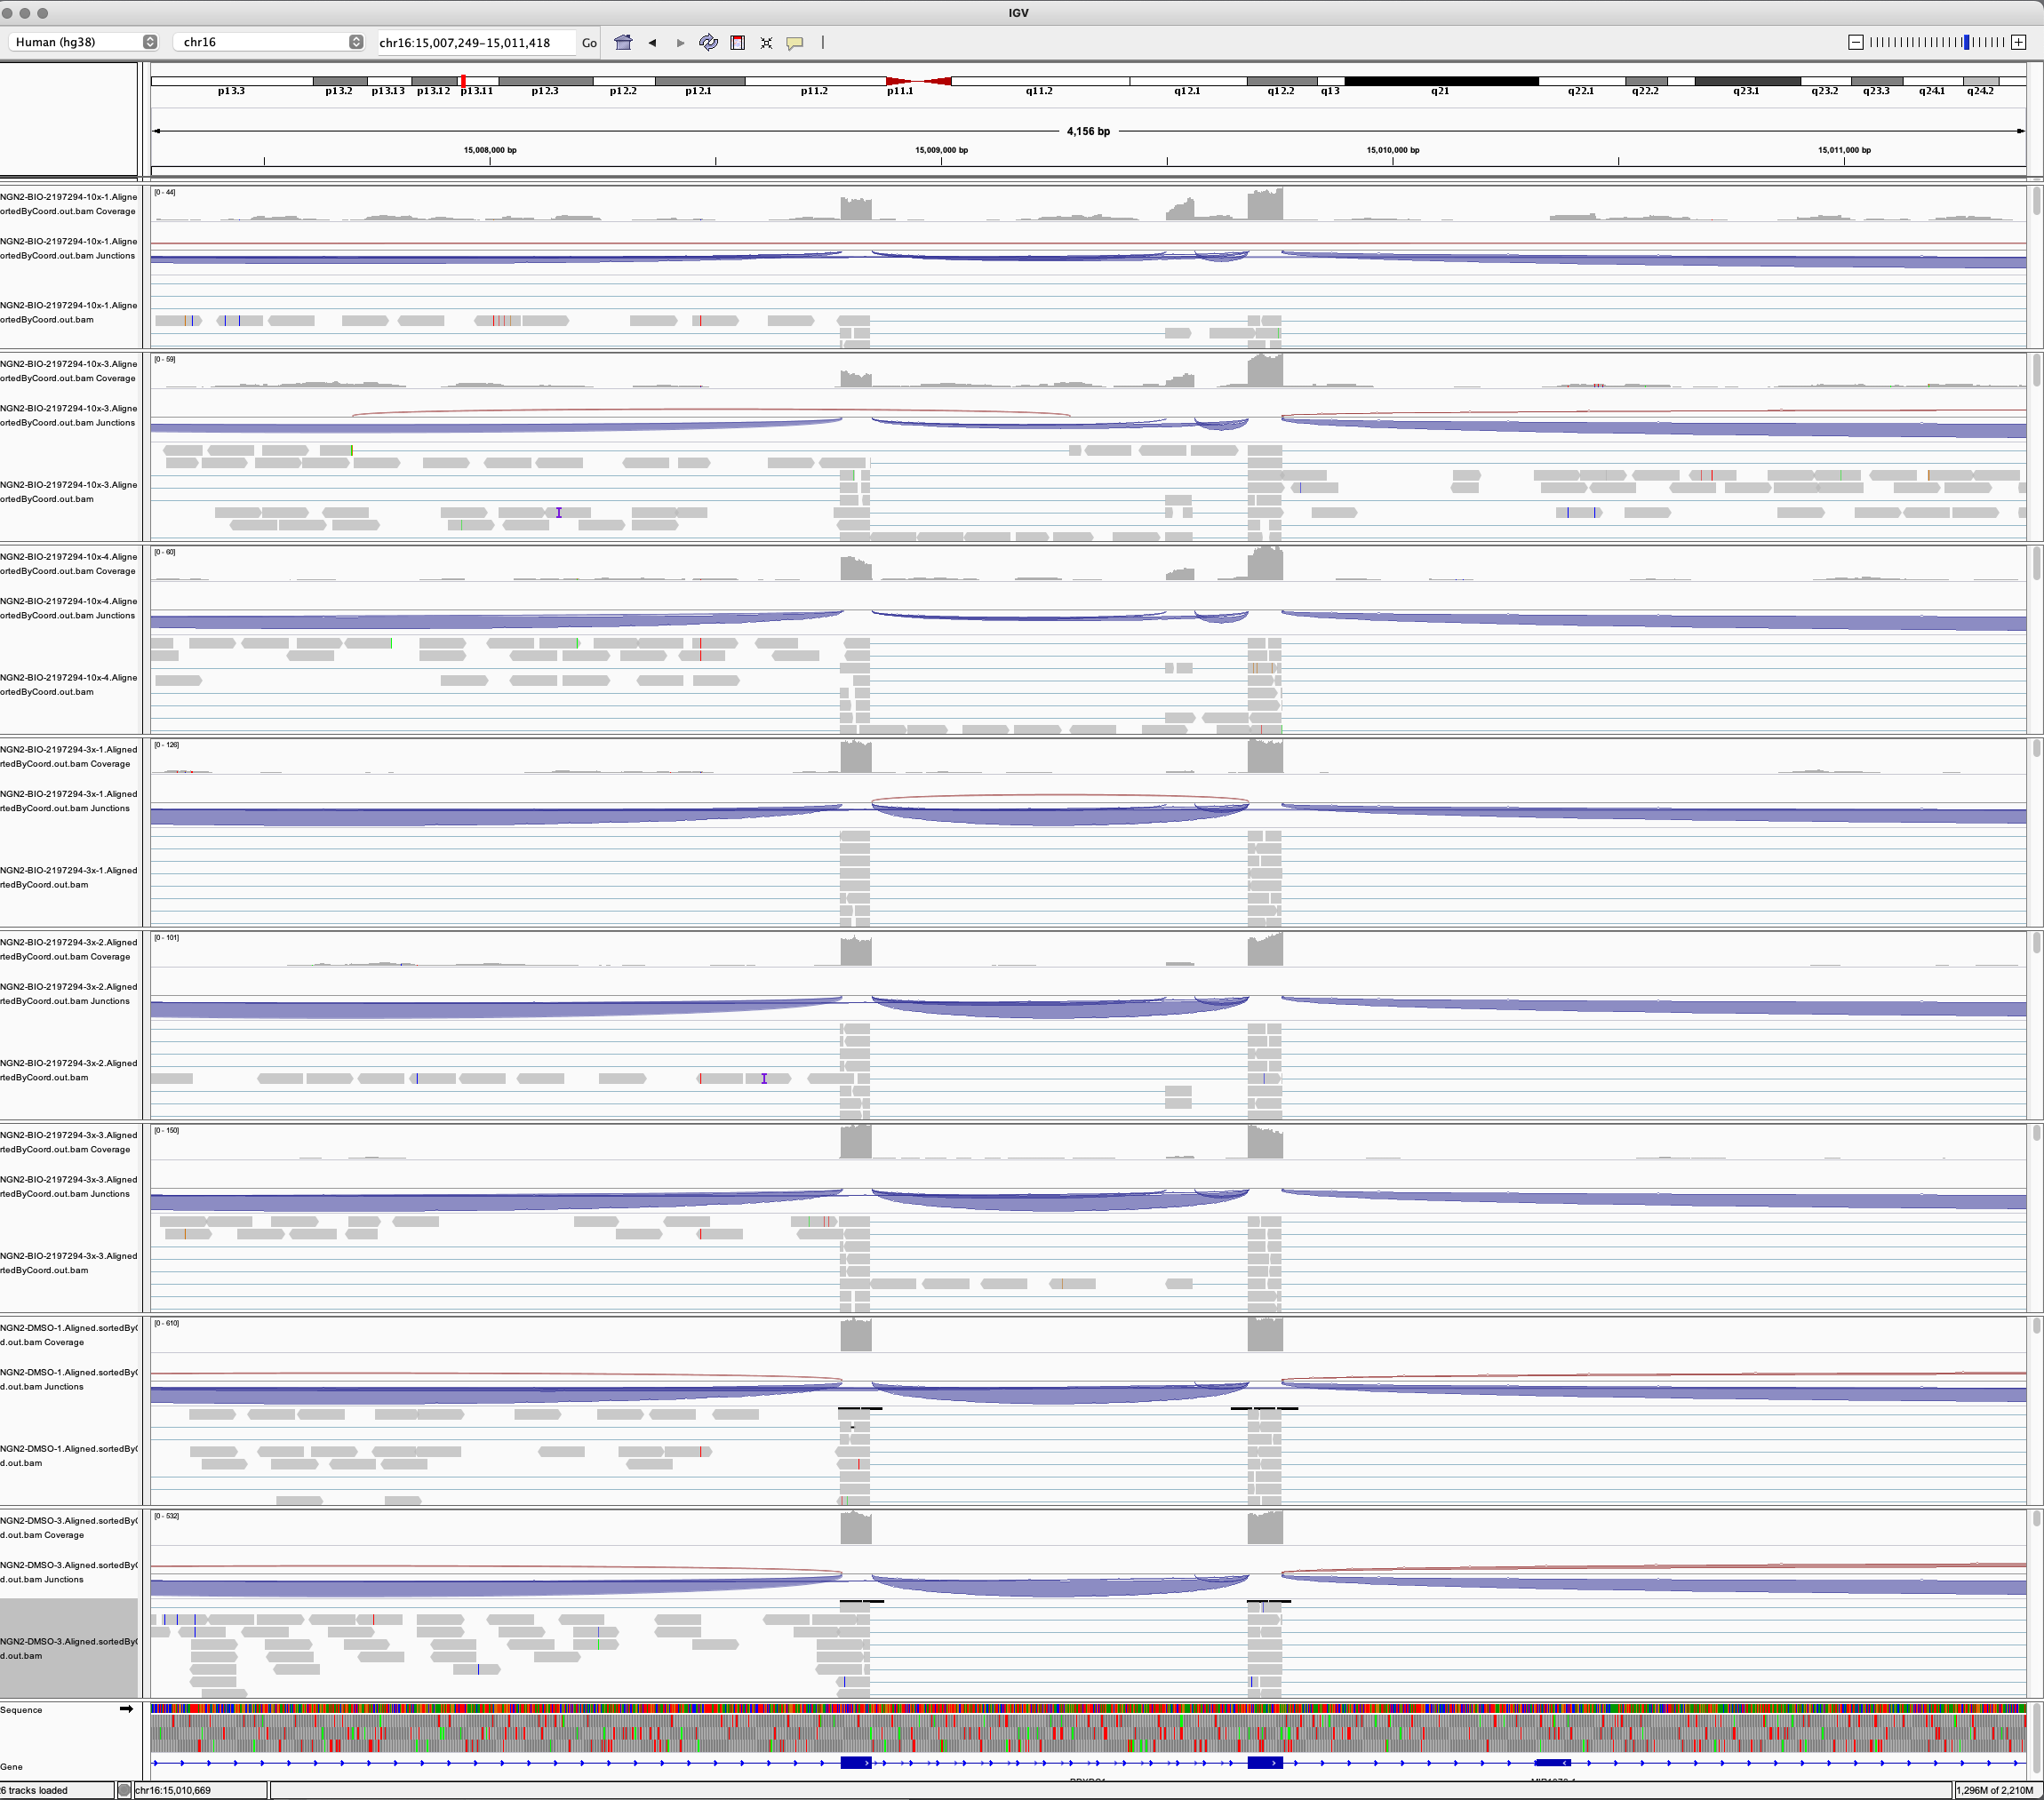 IGV
Human (hg38) chr16 chr16:15,007,249-15,011,418 Go
p13.3 p13.2 p13.13 p13.12 p13.11 p12.3 p12.2 p12.1 p11.2 p11.1 q11.2 q12.1 q12.2 q13 q21 q22.1 q22.2 q23.1 q23.2 q23.3 q24.1 q24.2
4,156 bp
15,008,000 bp 15,009,000 bp 15,010,000 bp 15,011,000 bp
[0 - 44]
NGN2-BIO-2197294-10x-1.Aligne
ortedByCoord.out.bam Coverage
NGN2-BIO-2197294-10x-1.Aligne
ortedByCoord.out.bam Junctions
NGN2-BIO-2197294-10x-1.Aligne
ortedByCoord.out.bam
[0 - 59]
NGN2-BIO-2197294-10x-3.Aligne
ortedByCoord.out.bam Coverage
NGN2-BIO-2197294-10x-3.Aligne
ortedByCoord.out.bam Junctions
NGN2-BIO-2197294-10x-3.Aligne
ortedByCoord.out.bam
[0 - 60]
NGN2-BIO-2197294-10x-4.Aligne
ortedByCoord.out.bam Coverage
NGN2-BIO-2197294-10x-4.Aligne
ortedByCoord.out.bam Junctions
NGN2-BIO-2197294-10x-4.Aligne
ortedByCoord.out.bam
[0 - 126]
NGN2-BIO-2197294-3x-1.Aligned
rtedByCoord.out.bam Coverage
NGN2-BIO-2197294-3x-1.Aligned
rtedByCoord.out.bam Junctions
NGN2-BIO-2197294-3x-1.Aligned
rtedByCoord.out.bam
[0 - 101]
NGN2-BIO-2197294-3x-2.Aligned
rtedByCoord.out.bam Coverage
NGN2-BIO-2197294-3x-2.Aligned
rtedByCoord.out.bam Junctions
NGN2-BIO-2197294-3x-2.Aligned
rtedByCoord.out.bam
[0 - 150]
NGN2-BIO-2197294-3x-3.Aligned
rtedByCoord.out.bam Coverage
NGN2-BIO-2197294-3x-3.Aligned
rtedByCoord.out.bam Junctions
NGN2-BIO-2197294-3x-3.Aligned
rtedByCoord.out.bam
[0 - 610]
NGN2-DMSO-1.Aligned.sortedBy
d.out.bam Coverage
NGN2-DMSO-1.Aligned.sortedBy
d.out.bam Junctions
NGN2-DMSO-1.Aligned.sortedBy
d.out.bam
[0 - 532]
NGN2-DMSO-3.Aligned.sortedBy
d.out.bam Coverage
NGN2-DMSO-3.Aligned.sortedBy
d.out.bam Junctions
NGN2-DMSO-3.Aligned.sortedBy
d.out.bam
Sequence
Gene
6 tracks loaded chr16:15,010,669 1,296M of 2,210M